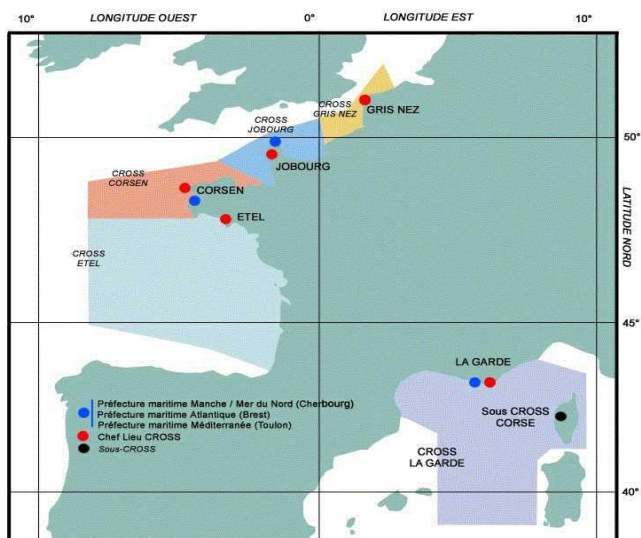 10°
LONGITUDE OUEST
0°
LONGITUDE EST
10°
CROSS
GRIS NEZ
GRIS NEZ
CROSS
JOBOURG
50°
JOBOURG
CROSS
CORSEN
CORSEN
ETEL
LATITUDE NORD
CROSS
ETEL
45°
LA GARDE
Préfecture maritime Manche / Mer du Nord (Cherbourg)
Préfecture maritime Atlantique (Brest)
Préfecture maritime Méditerranée (Toulon)
Chef Lieu CROSS
Sous-CROSS
Sous CROSS
CORSE
CROSS
LA GARDE
40°